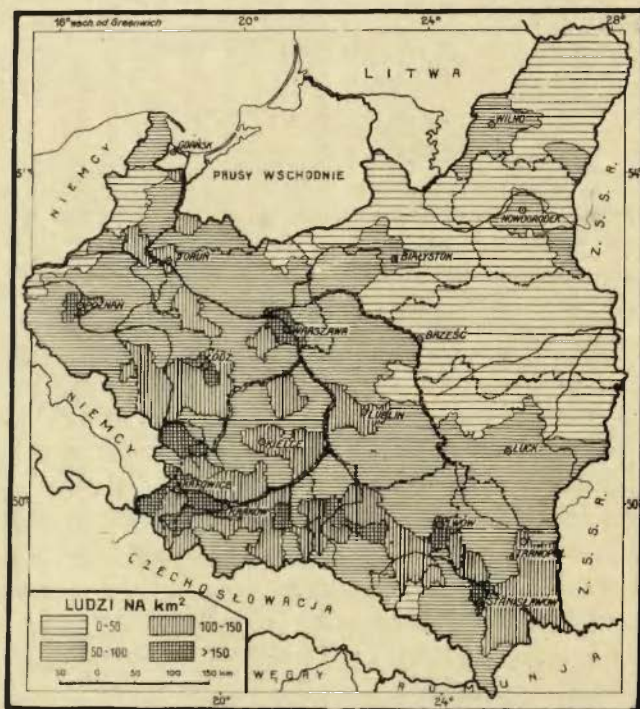 16° wsch. od Greenwich 20° 24° 28°
LITWA
WILNO
GDAŃSK
PRUSY WSCHODNIE
54°
NIEMCY
NOWOGRÓDEK
Z. S. S. R.
TORUŃ
BIAŁYSTOK
POZNAŃ
WARSZAWA
BRZEŚĆ
ŁÓDŹ
NIEMCY
LUBLIN
KIELCE
ŁUCK
KATOWICE
50° 50°
KRAKÓW
LWÓW
TARNOPOL
Z. S. S. R.
CZECHOSŁOWACJA
STANISŁAWÓW
LUDZI NA km²
0-50 100-150
50-100 >150
50 0 50 100 150 km
WĘGRY
RUMUNJA
20° 24°